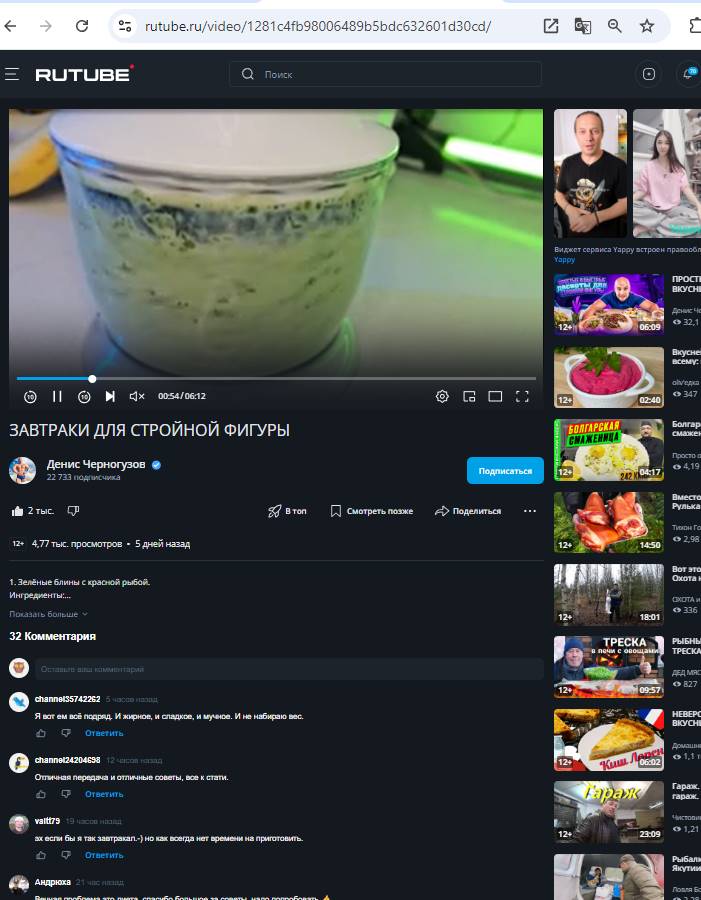 rutube.ru/video/1281c4fb98006489b5bdc632601d30cd/
RUTUBE
Поиск
Виджет сервиса Yappy встроен правообл
Yappy
12+
06:09
ПРОСТ
ВКУСНЫ
Денис Че
32,1
12+
02:40
Вкусне
всему:
347
БОЛГАРСКАЯ
СМАЖЕНИЦА
12+
04:17
Болгар
смажен
Просто о
4,19
12+
14:50
Вместо
Рулька
Тихон Го
2,98
00:54 / 06:12
ЗАВТРАКИ ДЛЯ СТРОЙНОЙ ФИГУРЫ
Денис Черногузов
22 733 подписчика
Подписаться
2 тыс.
В топ
Смотреть позже
Поделиться
12+
4,77 тыс. просмотров • 5 дней назад
1. Зелёные блины с красной рыбой.
Ингредиенты:...
Показать больше
32 Комментария
Оставьте ваш комментарий
channel35742262 5 часов назад
Я вот ем всё подряд. И жирное, и сладкое, и мучное. И не набираю вес.
Ответить
channel24204698 12 часов назад
Отличная передача и отличные советы, все к стати.
Ответить
valtf79 19 часов назад
эх если бы я так завтракал.-) но как всегда нет времени на приготовить.
Ответить
Андрюха 21 час назад
Вечная проблема это диета, спасибо большое за советы, надо попробовать
12+
18:01
Вот это
Охота н
ОХОТА и
336
ТРЕСКА
в печи с овощами
12+
09:57
РЫБНЫ
ТРЕСКА
ДЕД МЯС
827
Киш Лорен
12+
06:02
НЕВЕРО
ВКУСНЫ
Домашн
1,1 т
Гараж
12+
23:09
Гараж.
гараж.
Чистови
1,21
Рыбалк
Якутии
Ловля Бо